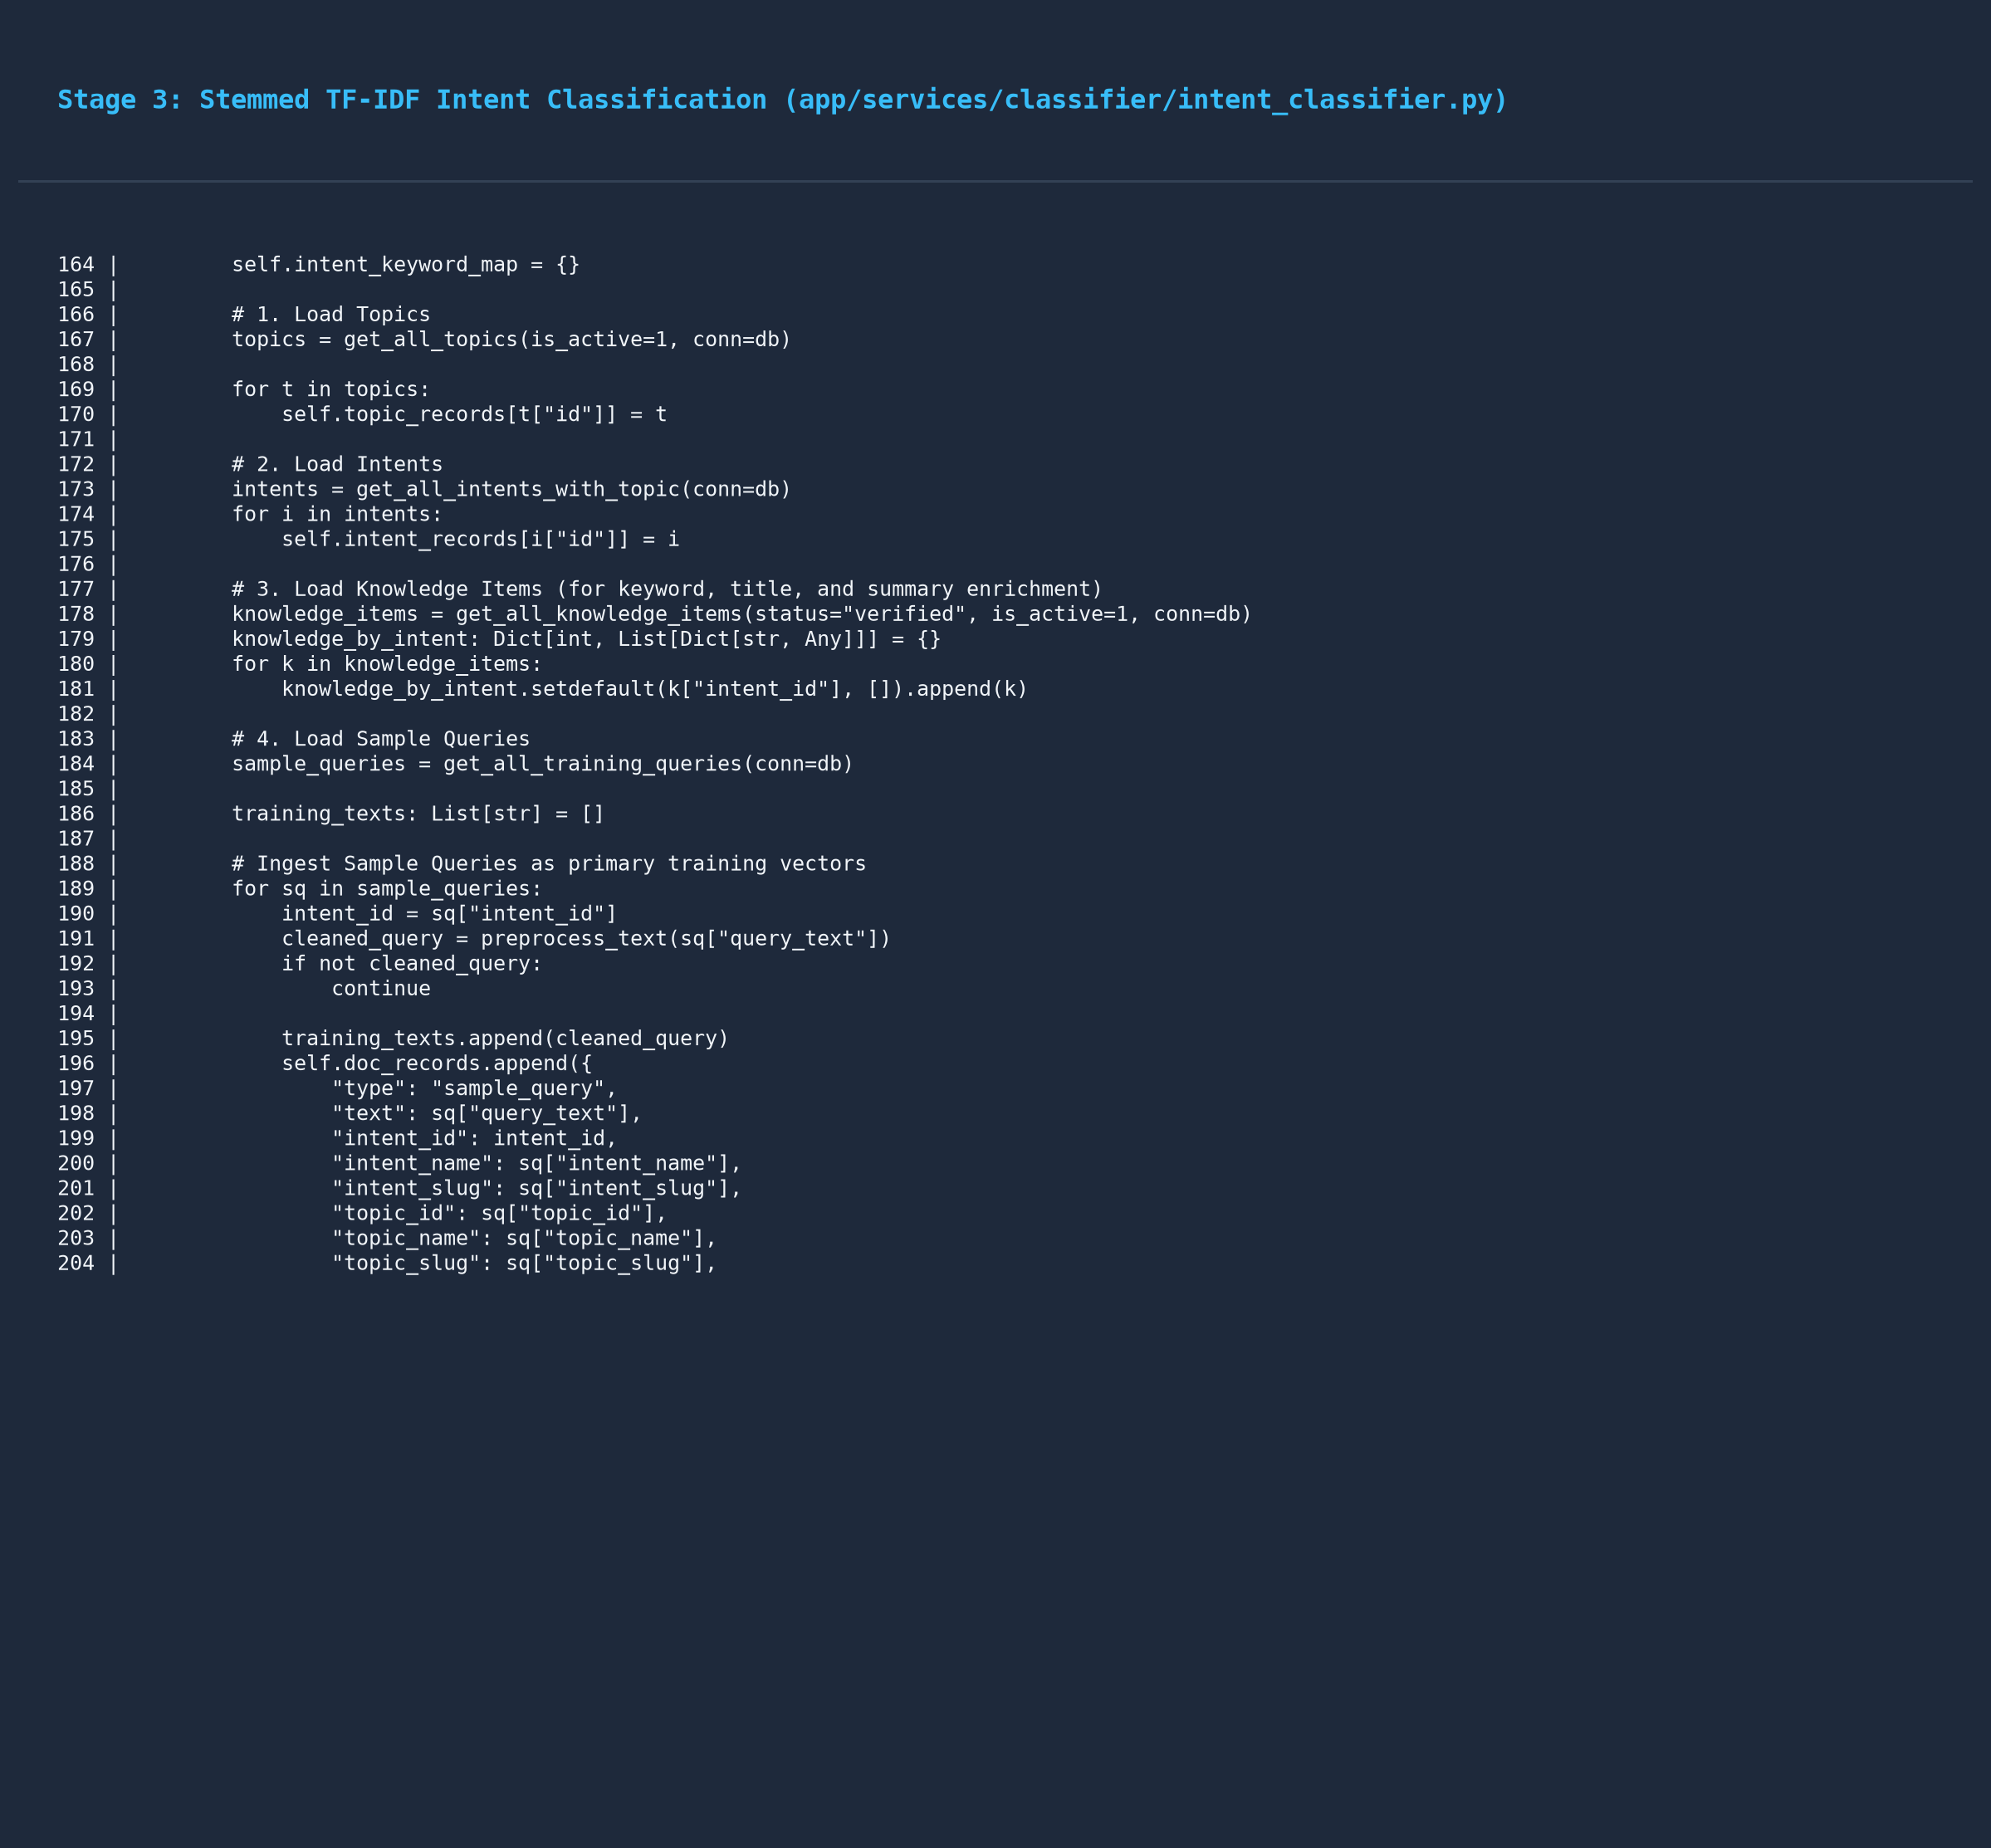 Stage 3: Stemmed TF-IDF Intent Classification (app/services/classifier/intent_classifier.py)
164 |         self.intent_keyword_map = {}
165 |
166 |         # 1. Load Topics
167 |         topics = get_all_topics(is_active=1, conn=db)
168 |
169 |         for t in topics:
170 |             self.topic_records[t["id"]] = t
171 |
172 |         # 2. Load Intents
173 |         intents = get_all_intents_with_topic(conn=db)
174 |         for i in intents:
175 |             self.intent_records[i["id"]] = i
176 |
177 |         # 3. Load Knowledge Items (for keyword, title, and summary enrichment)
178 |         knowledge_items = get_all_knowledge_items(status="verified", is_active=1, conn=db)
179 |         knowledge_by_intent: Dict[int, List[Dict[str, Any]]] = {}
180 |         for k in knowledge_items:
181 |             knowledge_by_intent.setdefault(k["intent_id"], []).append(k)
182 |
183 |         # 4. Load Sample Queries
184 |         sample_queries = get_all_training_queries(conn=db)
185 |
186 |         training_texts: List[str] = []
187 |
188 |         # Ingest Sample Queries as primary training vectors
189 |         for sq in sample_queries:
190 |             intent_id = sq["intent_id"]
191 |             cleaned_query = preprocess_text(sq["query_text"])
192 |             if not cleaned_query:
193 |                 continue
194 |
195 |             training_texts.append(cleaned_query)
196 |             self.doc_records.append({
197 |                 "type": "sample_query",
198 |                 "text": sq["query_text"],
199 |                 "intent_id": intent_id,
200 |                 "intent_name": sq["intent_name"],
201 |                 "intent_slug": sq["intent_slug"],
202 |                 "topic_id": sq["topic_id"],
203 |                 "topic_name": sq["topic_name"],
204 |                 "topic_slug": sq["topic_slug"],